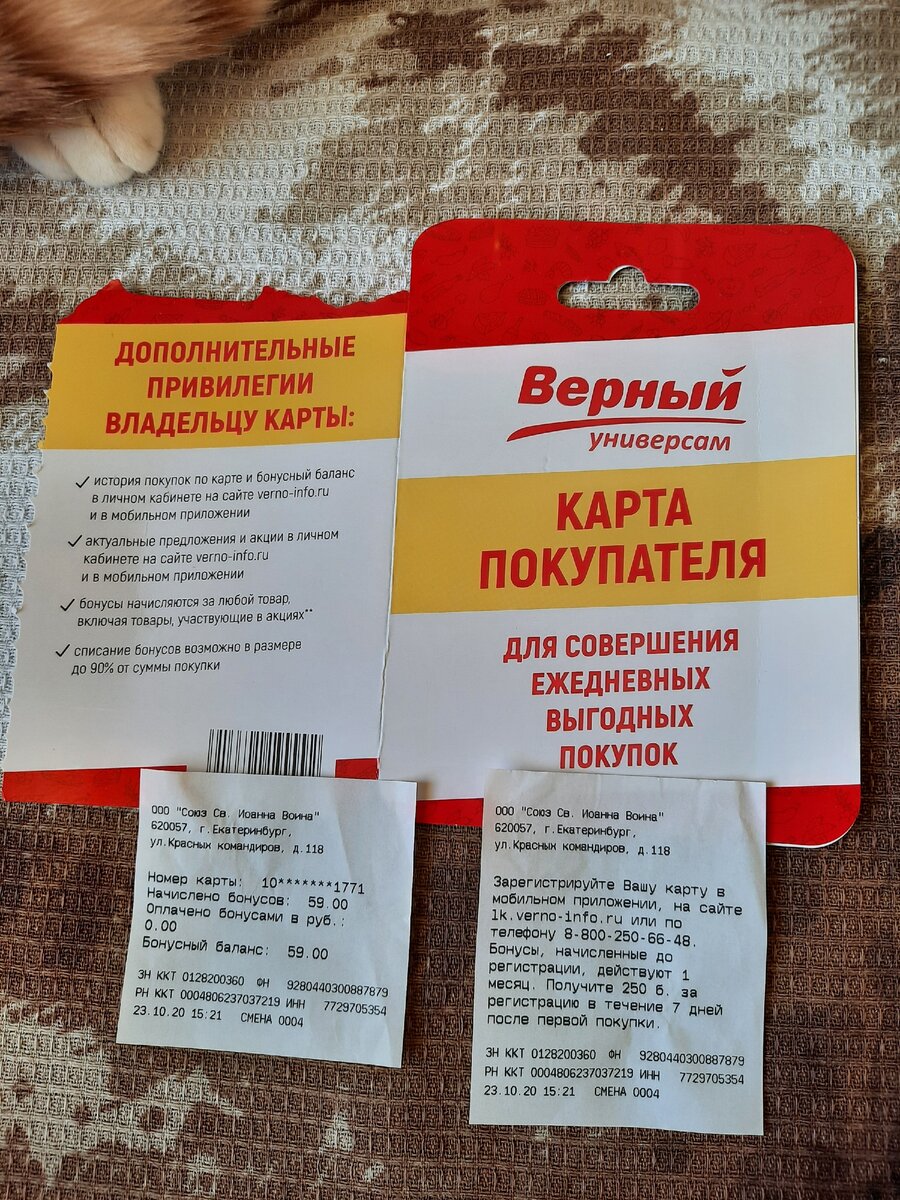 ДОПОЛНИТЕЛЬНЫЕ
ПРИВИЛЕГИИ
ВЛАДЕЛЬЦУ КАРТЫ:
история покупок по карте и бонусный баланс
в личном кабинете на сайте verno-info.ru
и в мобильном приложении
актуальные предложения и акции в личном
кабинете на сайте verno-info.ru
и в мобильном приложении
бонусы начисляются за любой товар,
включая товары, участвующие в акциях**
списание бонусов возможно в размере
до 90% от суммы покупки
Верный
универсам
КАРТА
ПОКУПАТЕЛЯ
ДЛЯ СОВЕРШЕНИЯ
ЕЖЕДНЕВНЫХ
ВЫГОДНЫХ
ПОКУПОК
ООО "Союз Св. Иоанна Воина"
620057, г.Екатеринбург,
ул.Красных командиров, д.118
Номер карты: 10*******1771
Начислено бонусов: 59.00
Оплачено бонусами в руб.:
0.00
Бонусный баланс: 59.00
ЗН ККТ 0128200360 ФН 9280440300887879
РН ККТ 0004806237037219 ИНН 7729705354
23.10.20 15:21 СМЕНА 0004
ООО "Союз Св. Иоанна Воина"
620057, г.Екатеринбург,
ул.Красных командиров, д.118
Зарегистрируйте Вашу карту в
мобильном приложении, на сайте
lk.verno-info.ru или по
телефону 8-800-250-66-48.
Бонусы, начисленные до
регистрации, действуют 1
месяц. Получите 250 б. за
регистрацию в течение 7 дней
после первой покупки.
ЗН ККТ 0128200360 ФН 9280440300887879
РН ККТ 0004806237037219 ИНН 7729705354
23.10.20 15:21 СМЕНА 0004